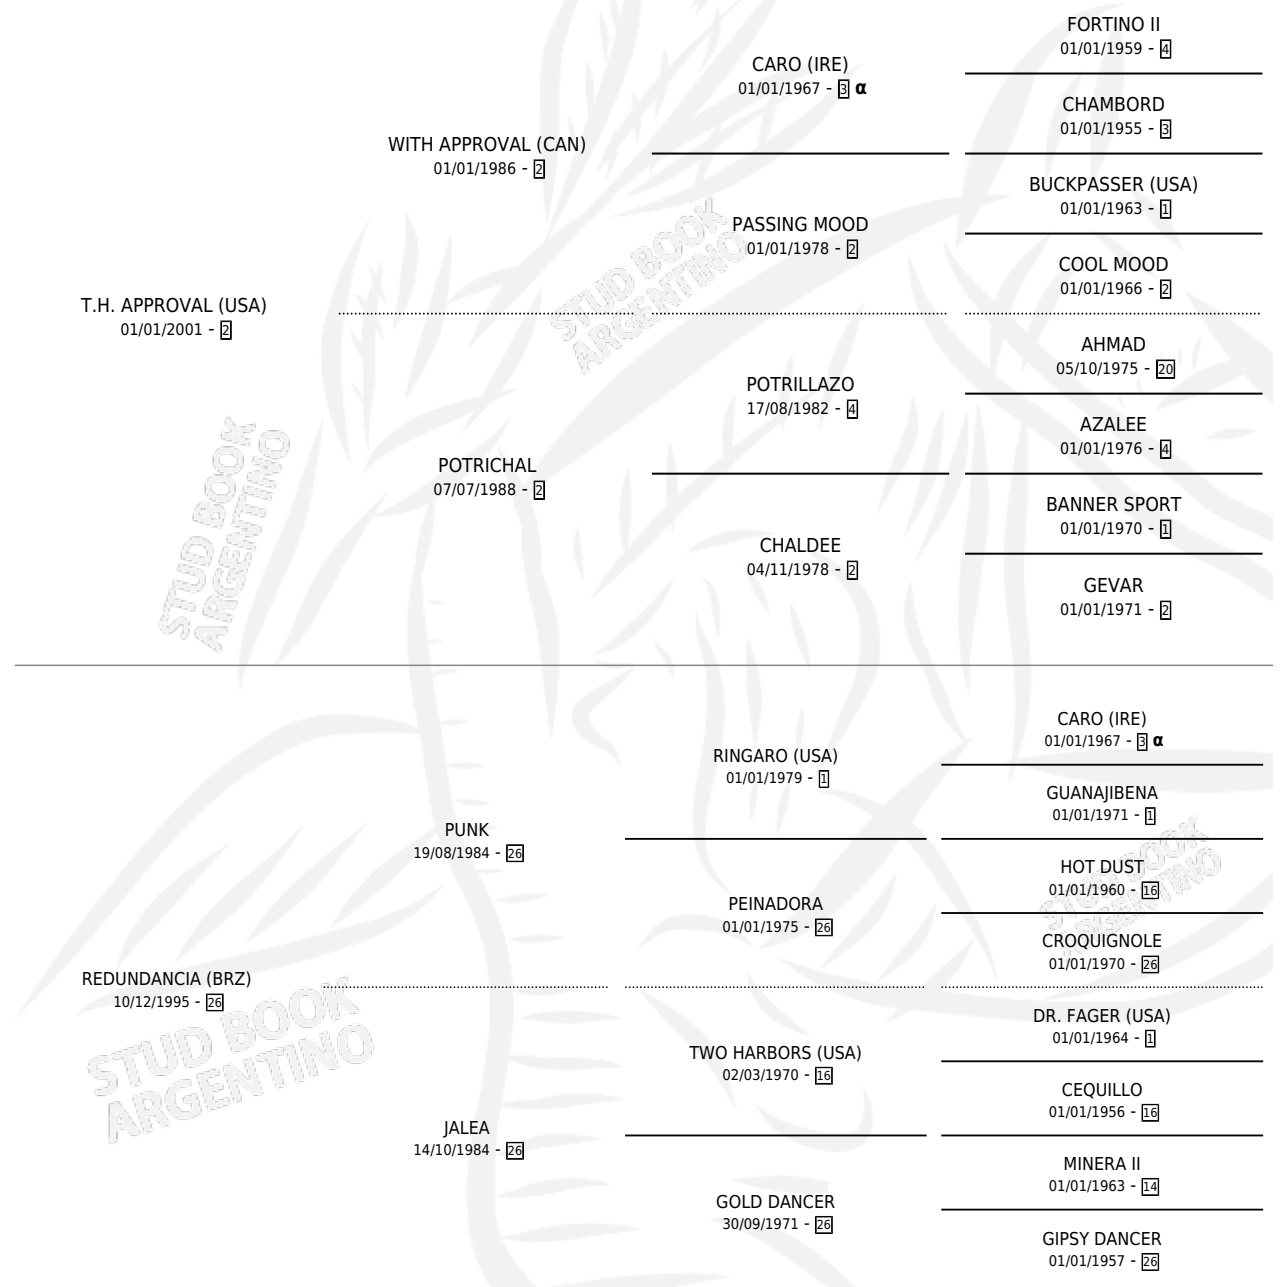 FORTINO II
01/01/1959 - 4
CARO (IRE)
01/01/1967 - 3 α
CHAMBORD
01/01/1955 - 3
WITH APPROVAL (CAN)
01/01/1986 - 2
BUCKPASSER (USA)
01/01/1963 - 1
PASSING MOOD
01/01/1978 - 2
COOL MOOD
01/01/1966 - 2
T.H. APPROVAL (USA)
01/01/2001 - 2
AHMAD
05/10/1975 - 20
POTRILLAZO
17/08/1982 - 4
AZALEE
01/01/1976 - 4
POTRICHAL
07/07/1988 - 2
BANNER SPORT
01/01/1970 - 1
CHALDEE
04/11/1978 - 2
GEVAR
01/01/1971 - 2
CARO (IRE)
01/01/1967 - 3 α
RINGARO (USA)
01/01/1979 - 1
GUANAJIBENA
01/01/1971 - 1
PUNK
19/08/1984 - 26
HOT DUST
01/01/1960 - 16
PEINADORA
01/01/1975 - 26
CROQUIGNOLE
01/01/1970 - 26
REDUNDANCIA (BRZ)
10/12/1995 - 26
DR. FAGER (USA)
01/01/1964 - 1
TWO HARBORS (USA)
02/03/1970 - 16
CEQUILLO
01/01/1956 - 16
JALEA
14/10/1984 - 26
MINERA II
01/01/1963 - 14
GOLD DANCER
30/09/1971 - 26
GIPSY DANCER
01/01/1957 - 26
STUD BOOK
ARGENTINO
STUD BOOK
ARGENTINO
STUD BOOK
ARGENTINO
STUD BOOK
ARGENTINO